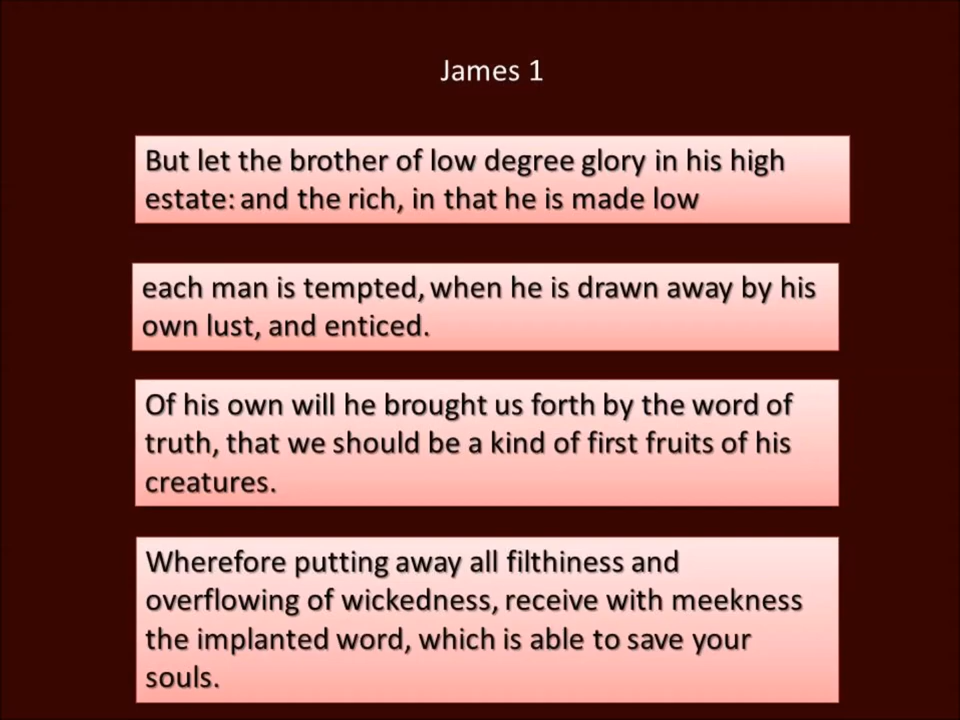 James 1
But let the brother of low degree glory in his high
estate: and the rich, in that he is made low
each man is tempted, when he is drawn away by his
own lust, and enticed.
Of his own will he brought us forth by the word of
truth, that we should be a kind of first fruits of his
creatures.
Wherefore putting away all filthiness and
overflowing of wickedness, receive with meekness
the implanted word, which is able to save your
souls.